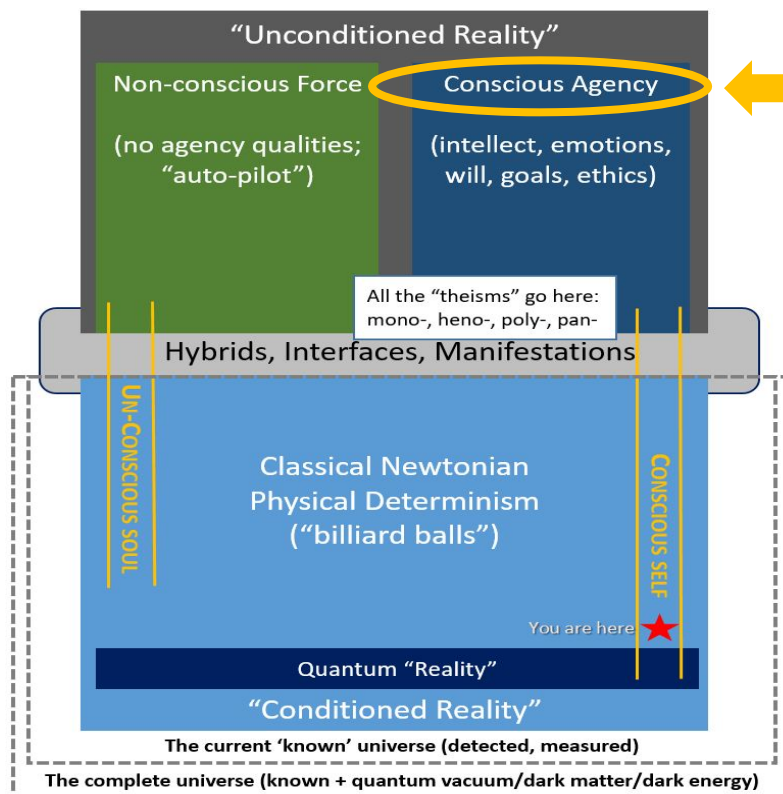 “Unconditioned Reality”
Non-conscious Force
(no agency qualities;
“auto-pilot”)
Conscious Agency
(intellect, emotions,
will, goals, ethics)
All the “theisms” go here:
mono-, heno-, poly-, pan-
Hybrids, Interfaces, Manifestations
UN-CONSCIOUS SOUL
Classical Newtonian
Physical Determinism
(“billiard balls”)
CONSCIOUS SELF
You are here
Quantum “Reality”
“Conditioned Reality”
The current ‘known’ universe (detected, measured)
The complete universe (known + quantum vacuum/dark matter/dark energy)